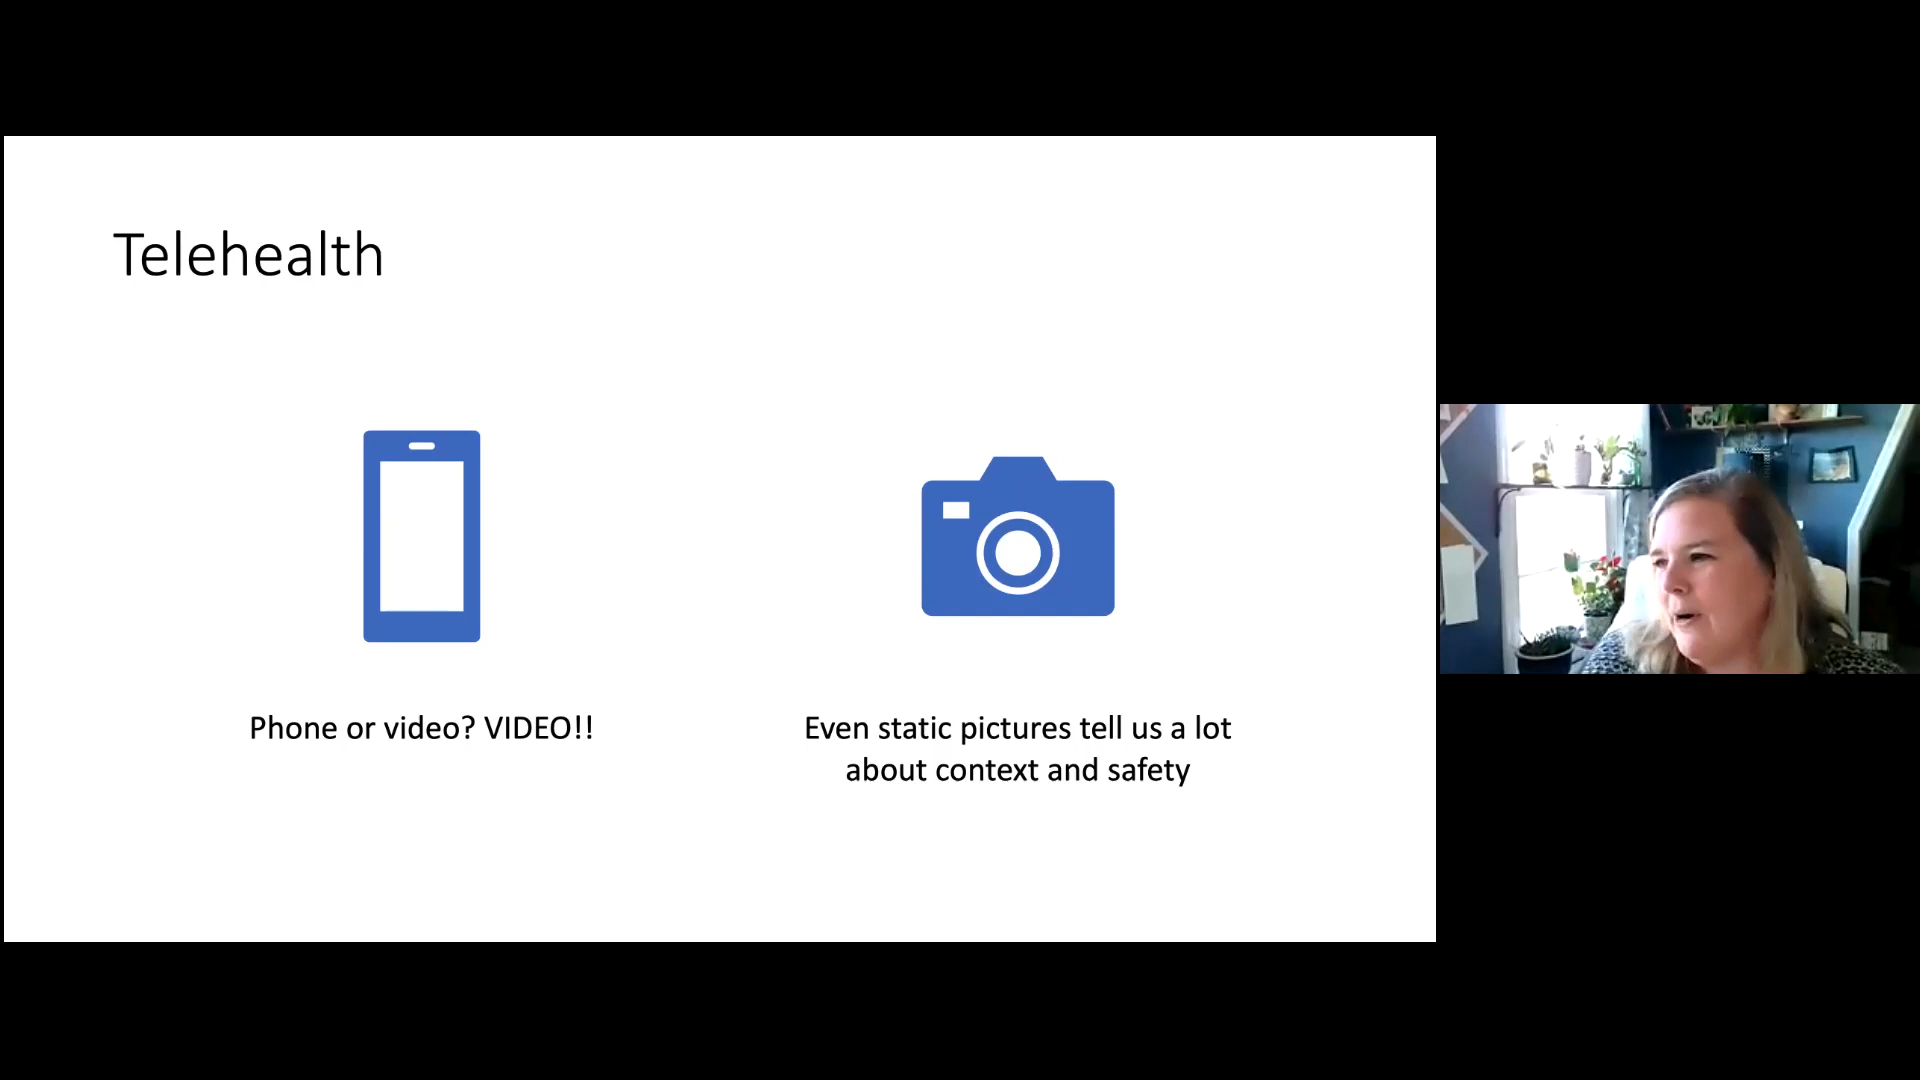 Telehealth
Phone or video? VIDEO!!
Even static pictures tell us a lot
about context and safety